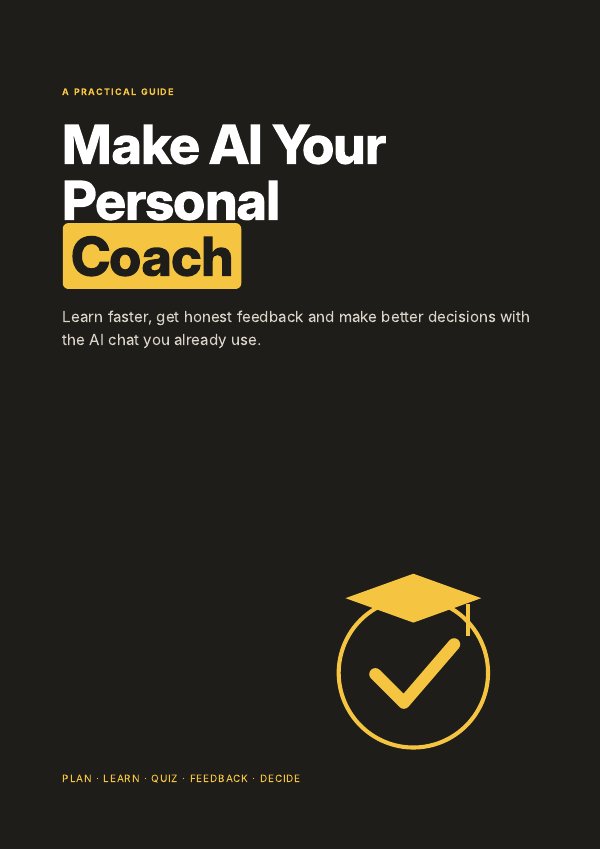 A PRACTICAL GUIDE
Make AI Your
Personal
Coach
Learn faster, get honest feedback and make better decisions with
the AI chat you already use.
PLAN · LEARN · QUIZ · FEEDBACK · DECIDE